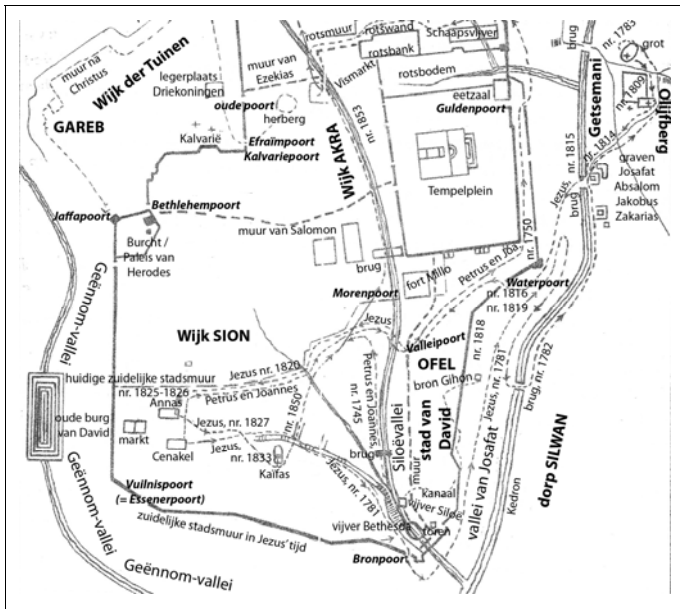 muur na
Christus
Wijk der Tuinen
GAREB
legerplaats
Driekoningen
muur van
Ezekias
oude poort
herberg
Kalvarië
Efraïmpoort
Kalvariepoort
rotsmuur
rotswand
rotsbank
Schaapsvijver
Vismarkt
rotsbodem
nr. 1853
Wijk AKRA
eetzaal
Guldenpoort
brug
nr. 1783
grot
Getsemani
nr. 1809
Olijfberg
nr. 1814
Jezus, nr. 1815
graven
Josafat
Absalom
Jakobus
Zakarias
brug
Tempelplein
Jaffapoort
Bethlehempoort
Burcht /
Paleis van
Herodes
muur van Salomon
brug
fort Millo
Petrus en Joa
nr. 1750
Morenpoort
Waterpoort
nr. 1816
nr. 1819
Geënnom-vallei
Wijk SION
Jezus
Valleipoort
OFEL
nr. 1818
bron Gihon
huidige zuidelijke stadsmuur
nr. 1825-1826
Jezus nr. 1820
Petrus en Joannes
Annas
oude burg
van David
markt
Jezus, nr. 1827
Cenakel
Jezus,
nr. 1833
nr. 1850
Kaïfas
Petrus en Joannes,
nr. 1745
Jezus, nr. 1781
brug
Siloëvallei
stad van
David
muur
Jezus, nr. 1781
brug, nr. 1782
vallei van Josafat
Kedron
dorp SILWAN
Vuilnispoort
(= Essenerpoort)
zuidelijke stadsmuur in Jezus' tijd
Geënnom-vallei
Geënnom-vallei
kanaal
vijver Siloë
vijver Bethesda
toren
Bronpoort